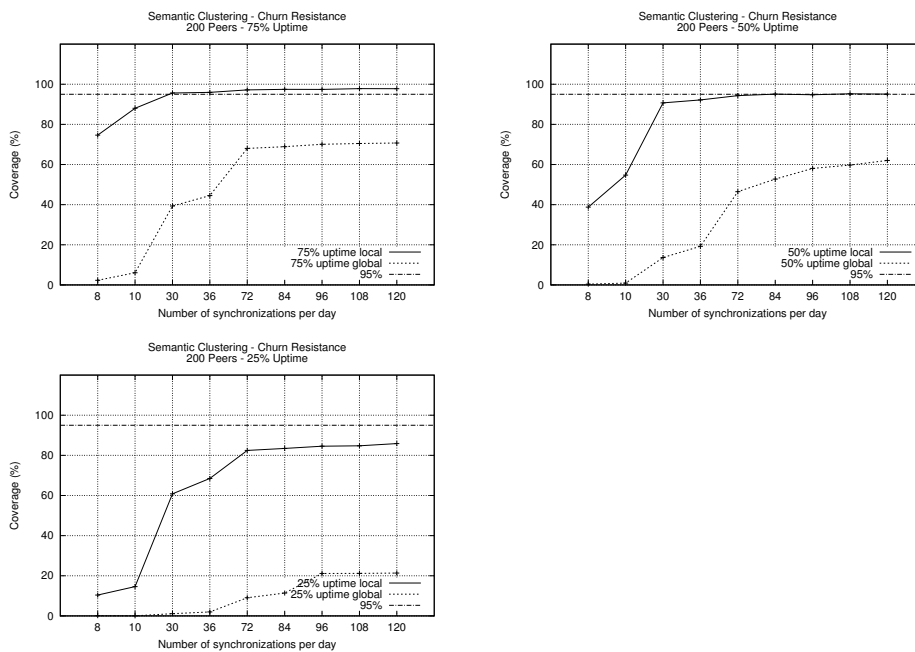 Semantic Clustering - Churn Resistance
200 Peers - 75% Uptime
100
80
60
40
20
0
Coverage (%)
75% uptime local
75% uptime global
95%
8 10 30 36 72 84 96 108 120
Number of synchronizations per day
Semantic Clustering - Churn Resistance
200 Peers - 50% Uptime
100
80
60
40
20
0
Coverage (%)
50% uptime local
50% uptime global
95%
8 10 30 36 72 84 96 108 120
Number of synchronizations per day
Semantic Clustering - Churn Resistance
200 Peers - 25% Uptime
100
80
60
40
20
0
Coverage (%)
25% uptime local
25% uptime global
95%
8 10 30 36 72 84 96 108 120
Number of synchronizations per day